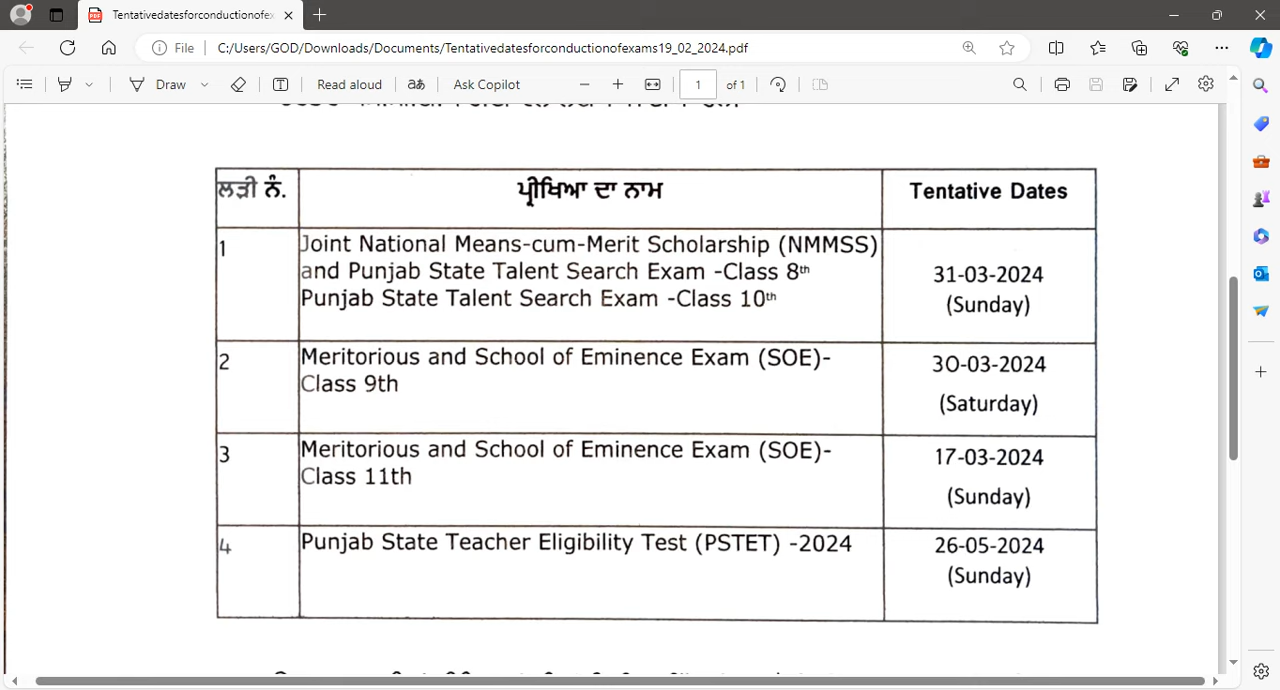 Tentativedatesforconductionofex
File
C:/Users/GOD/Downloads/Documents/Tentativedatesforconductionofexams19_02_2024.pdf
Draw
Read aloud
Ask Copilot
1
of 1
ਲੜੀ ਨੰ.
ਪ੍ਰੀਖਿਆ ਦਾ ਨਾਮ
Tentative Dates
1
Joint National Means-cum-Merit Scholarship (NMMSS)
and Punjab State Talent Search Exam -Class 8th
Punjab State Talent Search Exam -Class 10th
31-03-2024
(Sunday)
2
Meritorious and School of Eminence Exam (SOE)-
Class 9th
30-03-2024
(Saturday)
3
Meritorious and School of Eminence Exam (SOE)-
Class 11th
17-03-2024
(Sunday)
4
Punjab State Teacher Eligibility Test (PSTET) -2024
26-05-2024
(Sunday)